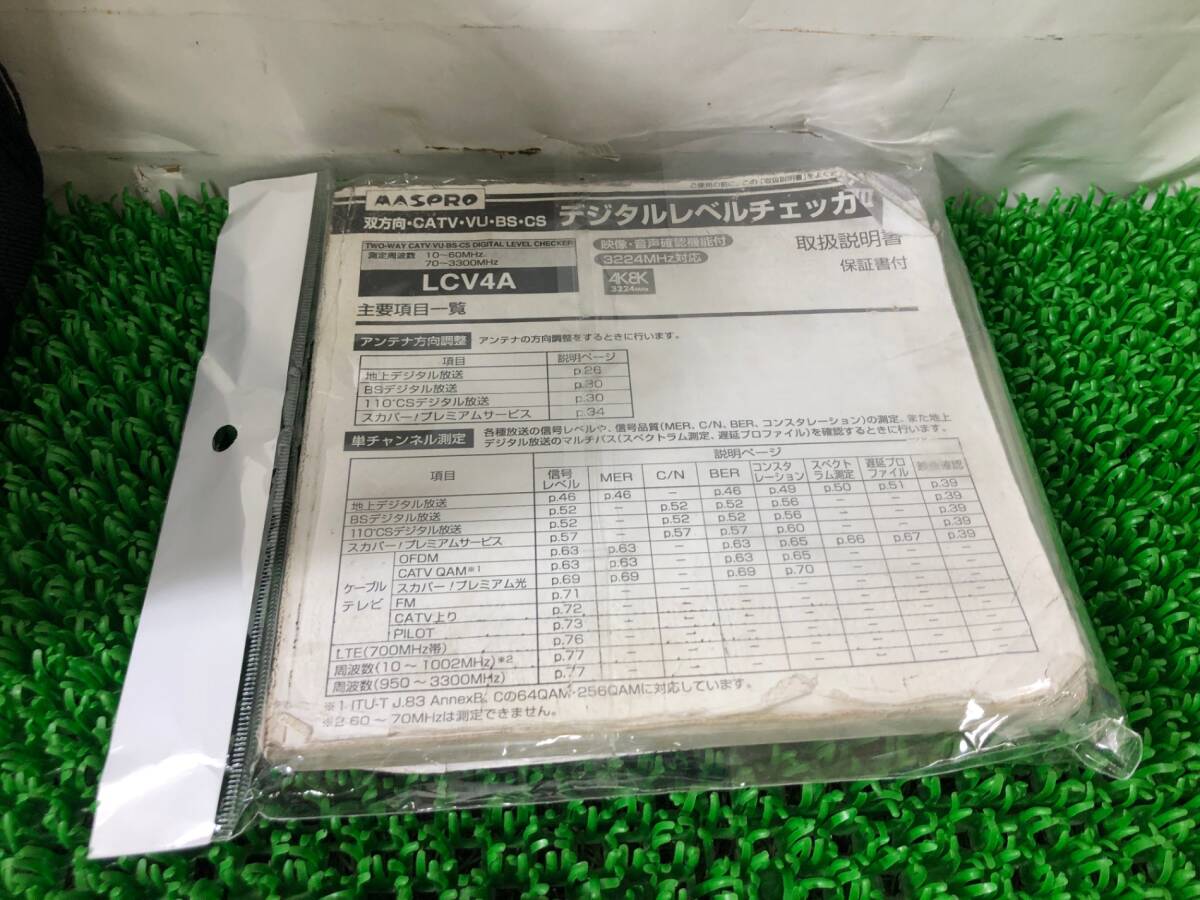 ご使用の前に、この「取扱説明書」をよく
MASPRO
双方向・CATV・VU・BS・CS デジタルレベルチェッカ
TWO-WAY CATV・VU・BS・CS DIGITAL LEVEL CHECKER
測定周波数 10～60MHz、
70～3300MHz
LCV4A
映像・音声確認機能付
3224MHz対応
4K8K
3224MHz
取扱説明書
保証書付
主要項目一覧
アンテナ方向調整 アンテナの方向調整をするときに行います。
項目 説明ページ
地上デジタル放送 p.26
BSデジタル放送 p.30
110°CSデジタル放送 p.30
スカパー!プレミアムサービス p.34
単チャンネル測定 各種放送の信号レベルや、信号品質(MER、C/N、BER、コンスタレーション)の測定、また地上
デジタル放送のマルチパス(スペクトラム測定、遅延プロファイル)を確認するときに行います。
項目 説明ページ
信号レベル MER C/N BER コンスタレーション スペクトラム測定 遅延プロファイル 映像確認
地上デジタル放送 p.46 p.46 － p.46 p.49 p.50 p.51 p.39
BSデジタル放送 p.52 － p.52 p.52 p.56 － － p.39
110°CSデジタル放送 p.52 － p.52 p.52 p.56 － － p.39
スカパー!プレミアムサービス p.57 － p.57 p.57 p.60 － － p.39
ケーブルテレビ
OFDM p.63 p.63 － p.63 p.65 p.66 p.67 p.39
CATV QAM※1 p.63 p.63 － p.63 p.65 － － －
スカパー!プレミアム光 p.69 p.69 － p.69 p.70 － － －
FM p.71 － － － － － － －
CATV上り p.72 － － － － － － －
PILOT p.73 － － － － － － －
LTE(700MHz帯) p.76 － － － － － － －
周波数(10～1002MHz)※2 p.77 － － － － － － －
周波数(950～3300MHz) p.77 － － － － － － －
※1 ITU-T J.83 AnnexB、Cの64QAM・256QAMに対応しています。
※2 60～70MHzは測定できません。